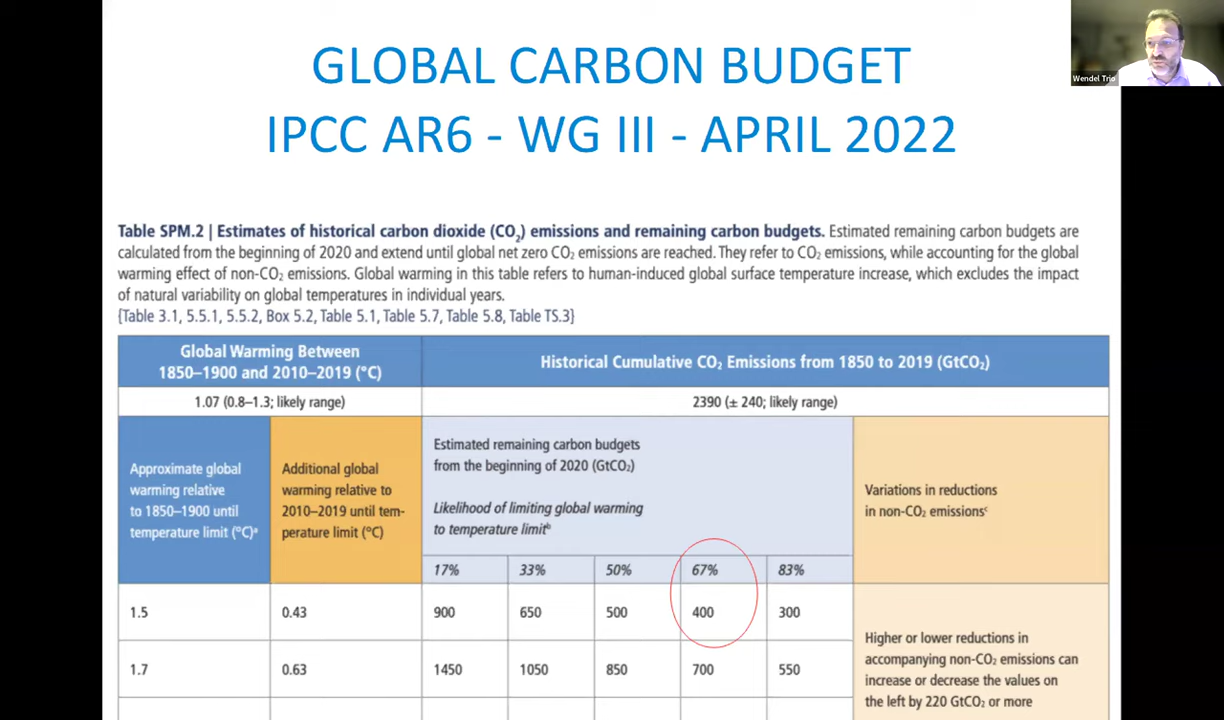 Wendel Trio
GLOBAL CARBON BUDGET
IPCC AR6 - WG III - APRIL 2022
Table SPM.2 | Estimates of historical carbon dioxide (CO₂) emissions and remaining carbon budgets. Estimated remaining carbon budgets are
calculated from the beginning of 2020 and extend until global net zero CO₂ emissions are reached. They refer to CO₂ emissions, while accounting for the global
warming effect of non-CO₂ emissions. Global warming in this table refers to human-induced global surface temperature increase, which excludes the impact
of natural variability on global temperatures in individual years.
{Table 3.1, 5.5.1, 5.5.2, Box 5.2, Table 5.1, Table 5.7, Table 5.8, Table TS.3}
Global Warming Between
1850–1900 and 2010–2019 (°C)
Historical Cumulative CO₂ Emissions from 1850 to 2019 (GtCO₂)
1.07 (0.8–1.3; likely range)
2390 (± 240; likely range)
Approximate global
warming relative
to 1850–1900 until
temperature limit (°C)ᵃ
Additional global
warming relative to
2010–2019 until tem-
perature limit (°C)
Estimated remaining carbon budgets
from the beginning of 2020 (GtCO₂)
Likelihood of limiting global warming
to temperature limitᵇ
Variations in reductions
in non-CO₂ emissionsᶜ
17% 33% 50% 67% 83%
1.5 0.43 900 650 500 400 300
1.7 0.63 1450 1050 850 700 550
Higher or lower reductions in
accompanying non-CO₂ emissions can
increase or decrease the values on
the left by 220 GtCO₂ or more